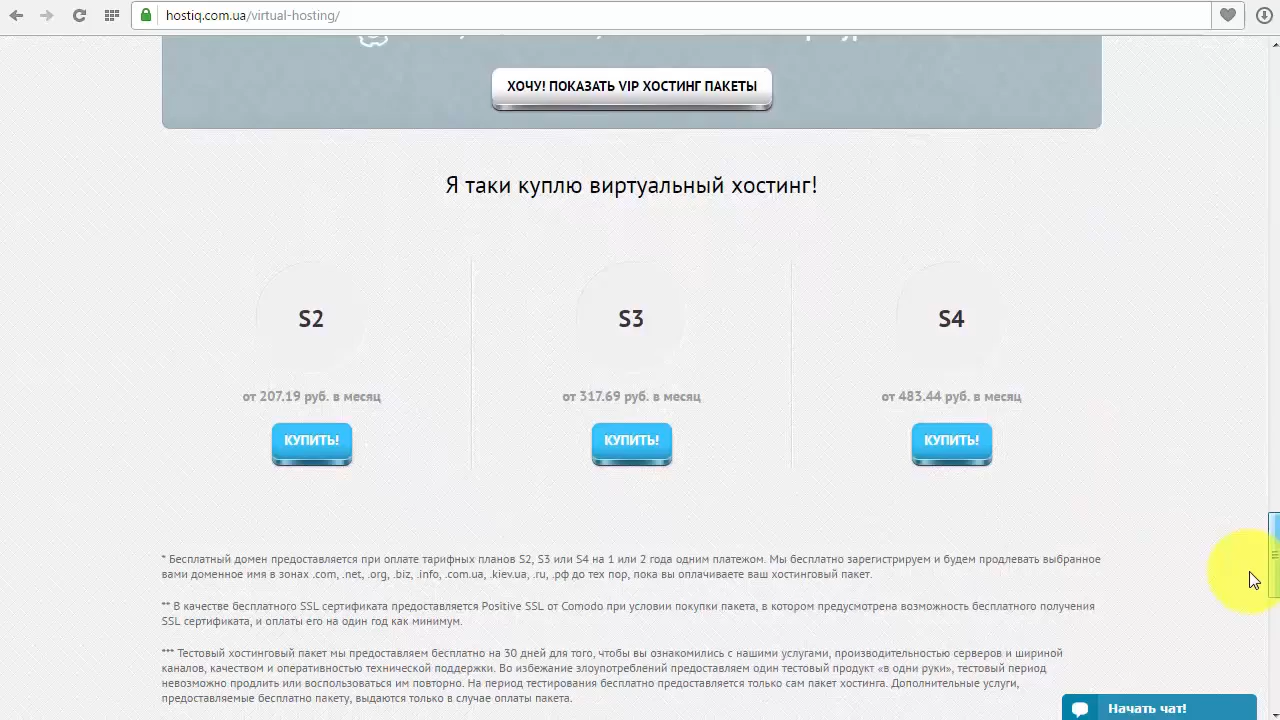 hostiq.com.ua/virtual-hosting/
ХОЧУ! ПОКАЗАТЬ VIP ХОСТИНГ ПАКЕТЫ
Я таки куплю виртуальный хостинг!
S2
S3
S4
от 207.19 руб. в месяц
от 317.69 руб. в месяц
от 483.44 руб. в месяц
КУПИТЬ!
КУПИТЬ!
КУПИТЬ!
* Бесплатный домен предоставляется при оплате тарифных планов S2, S3 или S4 на 1 или 2 года одним платежом. Мы бесплатно зарегистрируем и будем продлевать выбранное
вами доменное имя в зонах .com, .net, .org, .biz, .info, .com.ua, .kiev.ua, .ru, .рф до тех пор, пока вы оплачиваете ваш хостинговый пакет.
** В качестве бесплатного SSL сертификата предоставляется Positive SSL от Comodo при условии покупки пакета, в котором предусмотрена возможность бесплатного получения
SSL сертификата, и оплаты его на один год как минимум.
*** Тестовый хостинговый пакет мы предоставляем бесплатно на 30 дней для того, чтобы вы ознакомились с нашими услугами, производительностью серверов и шириной
каналов, качеством и оперативностью технической поддержки. Во избежание злоупотреблений предоставляем один тестовый продукт «в одни руки», тестовый период
невозможно продлить или воспользоваться им повторно. На период тестирования бесплатно предоставляется только сам пакет хостинга. Дополнительные услуги,
предоставляемые бесплатно пакету, выдаются только в случае оплаты пакета.
Начать чат!